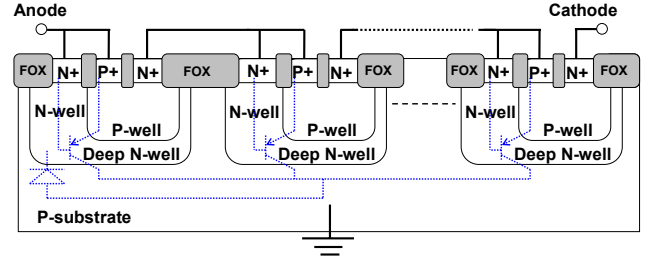 Anode Cathode
FOX N+ P+ N+ FOX N+ P+ N+ FOX FOX N+ P+ N+ FOX
N-well N-well N-well
P-well P-well P-well
Deep N-well Deep N-well Deep N-well
P-substrate